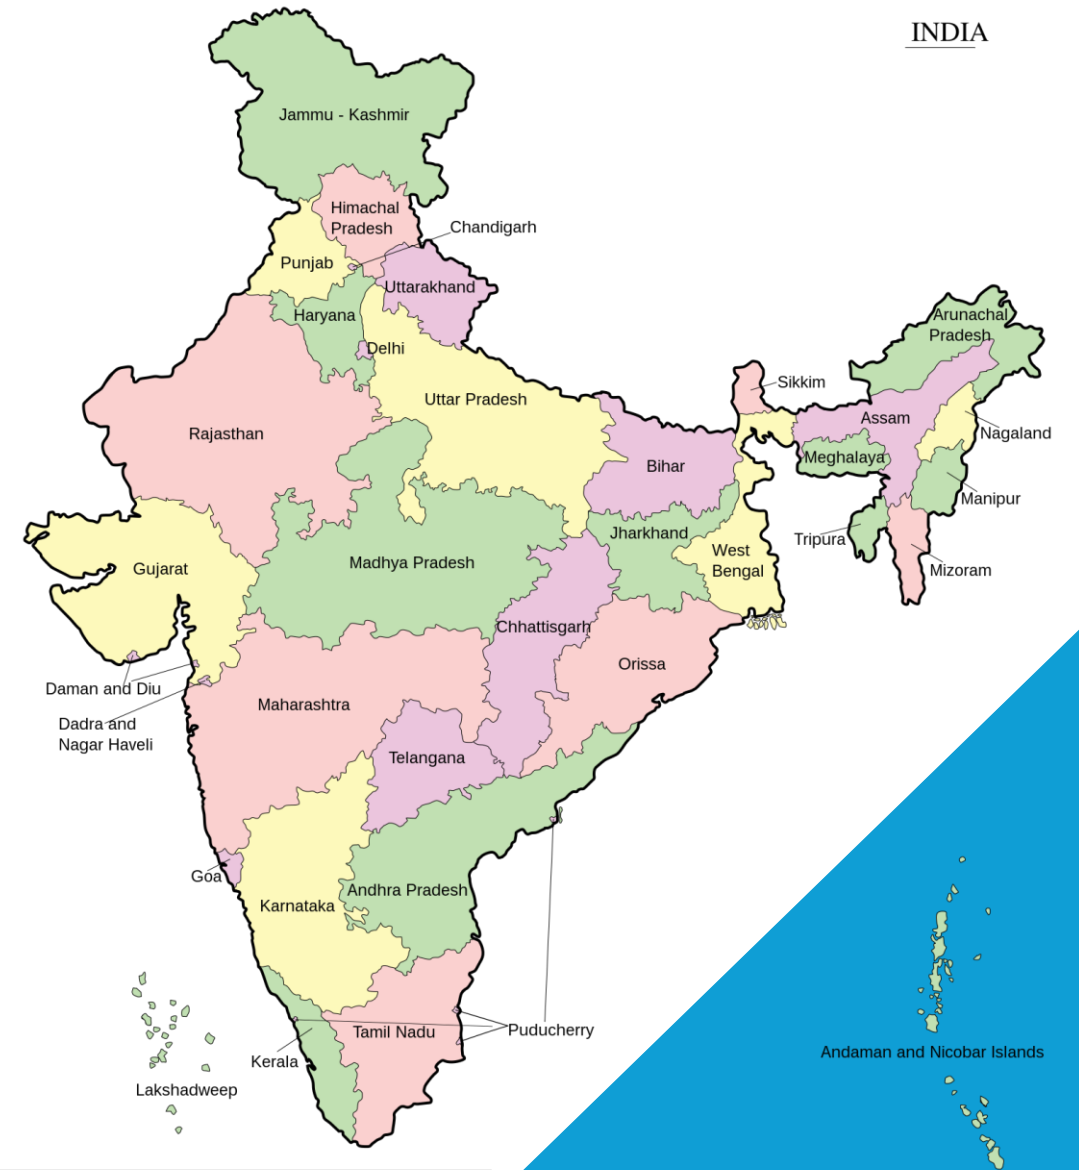 INDIA
Jammu - Kashmir
Himachal
Pradesh
Chandigarh
Punjab
Uttarakhand
Haryana
Arunachal
Pradesh
Delhi
Sikkim
Uttar Pradesh
Assam
Rajasthan
Nagaland
Meghalaya
Bihar
Manipur
Jharkhand
Tripura
West
Bengal
Madhya Pradesh
Gujarat
Mizoram
Chhattisgarh
Orissa
Daman and Diu
Maharashtra
Dadra and
Nagar Haveli
Telangana
Goa
Andhra Pradesh
Karnataka
Puducherry
Tamil Nadu
Andaman and Nicobar Islands
Kerala
Lakshadweep